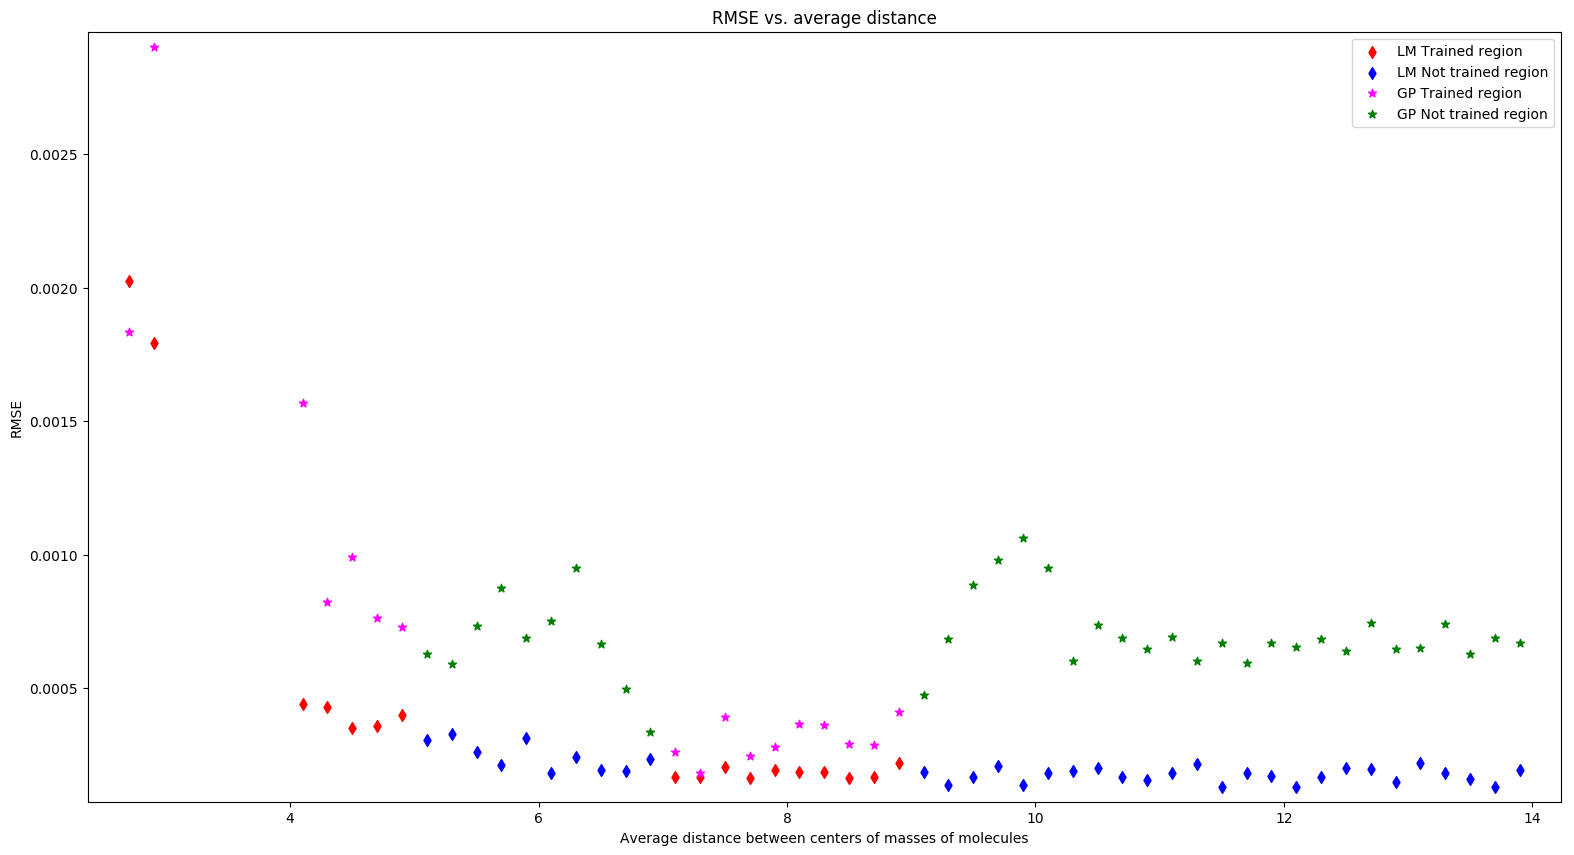 RMSE vs. average distance
LM Trained region
LM Not trained region
GP Trained region
GP Not trained region
0.0025
0.0020
0.0015
0.0010
0.0005
RMSE
4 6 8 10 12 14
Average distance between centers of masses of molecules